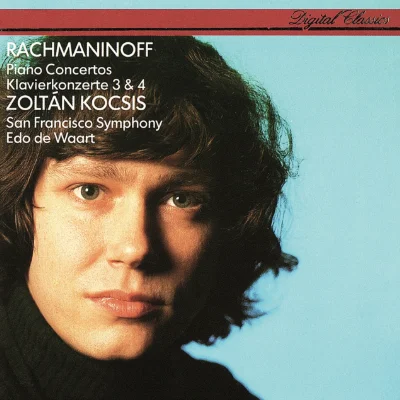 Digital Classics
RACHMANINOFF
Piano Concertos
Klavierkonzerte 3 & 4
ZOLTÁN KOCSIS
San Francisco Symphony
Edo de Waart